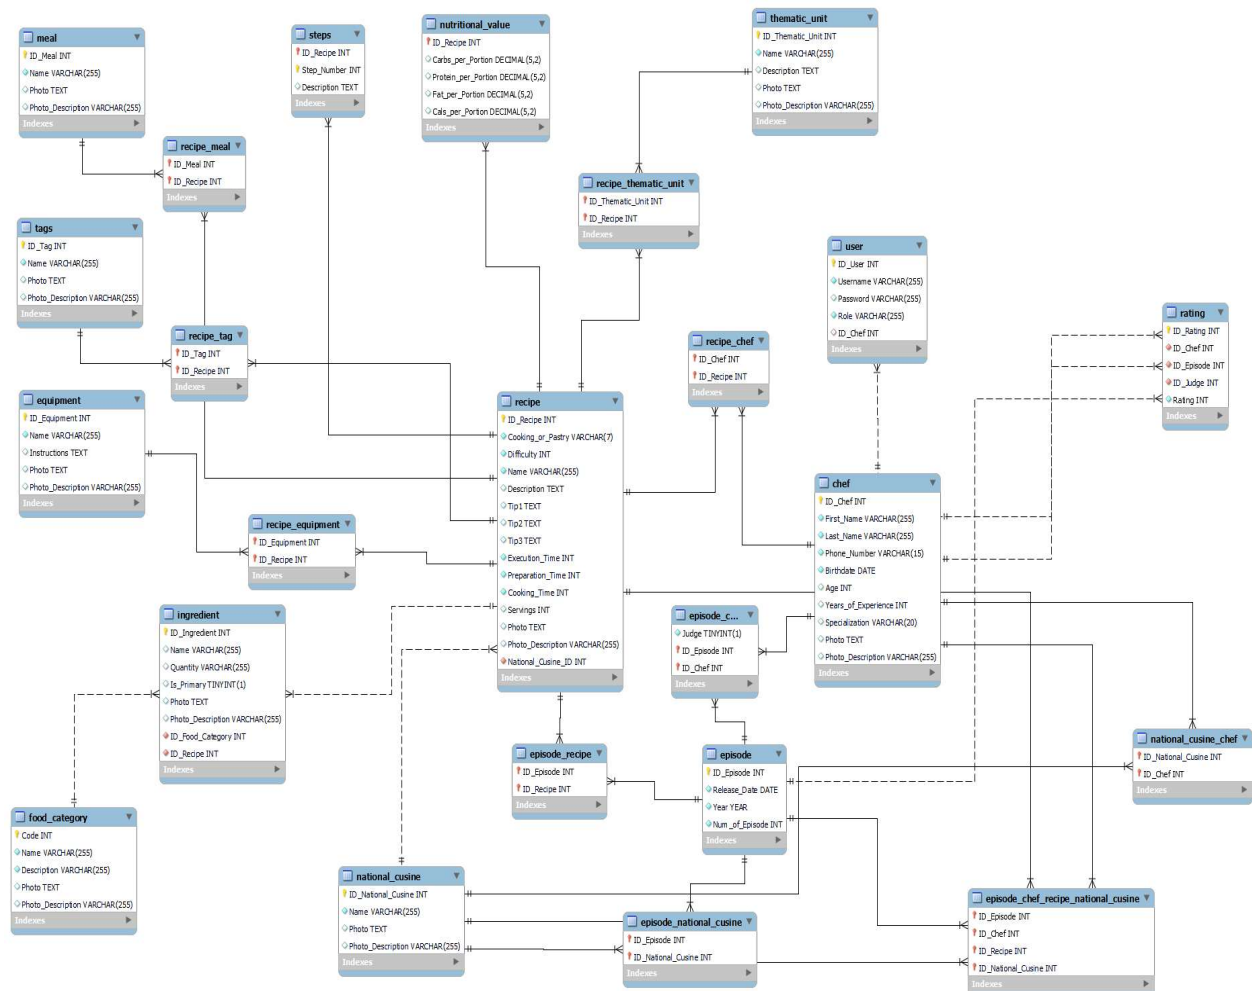 meal
ID_Meal INT
Name VARCHAR(255)
Photo TEXT
Photo_Description VARCHAR(255)
Indexes
steps
ID_Recipe INT
Step_Number INT
Description TEXT
Indexes
nutritional_value
ID_Recipe INT
Carbs_per_Portion DECIMAL(5,2)
Protein_per_Portion DECIMAL(5,2)
Fat_per_Portion DECIMAL(5,2)
Cals_per_Portion DECIMAL(5,2)
Indexes
thematic_unit
ID_Thematic_Unit INT
Name VARCHAR(255)
Description TEXT
Photo TEXT
Photo_Description VARCHAR(255)
Indexes
recipe_meal
ID_Meal INT
ID_Recipe INT
Indexes
recipe_thematic_unit
ID_Thematic_Unit INT
ID_Recipe INT
Indexes
tags
ID_Tag INT
Name VARCHAR(255)
Photo TEXT
Photo_Description VARCHAR(255)
Indexes
user
ID_User INT
Username VARCHAR(255)
Password VARCHAR(255)
Role VARCHAR(255)
ID_Chef INT
Indexes
rating
ID_Rating INT
ID_Chef INT
ID_Episode INT
ID_Judge INT
Rating INT
Indexes
recipe_tag
ID_Tag INT
ID_Recipe INT
Indexes
recipe_chef
ID_Chef INT
ID_Recipe INT
Indexes
equipment
ID_Equipment INT
Name VARCHAR(255)
Instructions TEXT
Photo TEXT
Photo_Description VARCHAR(255)
Indexes
recipe
ID_Recipe INT
Cooking_or_Pastry VARCHAR(7)
Difficulty INT
Name VARCHAR(255)
Description TEXT
Tip1 TEXT
Tip2 TEXT
Tip3 TEXT
Execution_Time INT
Preparation_Time INT
Cooking_Time INT
Servings INT
Photo TEXT
Photo_Description VARCHAR(255)
National_Cusine_ID INT
Indexes
chef
ID_Chef INT
First_Name VARCHAR(255)
Last_Name VARCHAR(255)
Phone_Number VARCHAR(15)
Birthdate DATE
Age INT
Years_of_Experience INT
Specialization VARCHAR(20)
Photo TEXT
Photo_Description VARCHAR(255)
Indexes
recipe_equipment
ID_Equipment INT
ID_Recipe INT
Indexes
ingredient
ID_Ingredient INT
Name VARCHAR(255)
Quantity VARCHAR(255)
Is_Primary TINYINT(1)
Photo TEXT
Photo_Description VARCHAR(255)
ID_Food_Category INT
ID_Recipe INT
Indexes
episode_c...
Judge TINYINT(1)
ID_Episode INT
ID_Chef INT
Indexes
episode_recipe
ID_Episode INT
ID_Recipe INT
Indexes
episode
ID_Episode INT
Release_Date DATE
Year YEAR
Num_of_Episode INT
Indexes
national_cusine_chef
ID_National_Cusine INT
ID_Chef INT
Indexes
food_category
Code INT
Name VARCHAR(255)
Description VARCHAR(255)
Photo TEXT
Photo_Description VARCHAR(255)
Indexes
national_cusine
ID_National_Cusine INT
Name VARCHAR(255)
Photo TEXT
Photo_Description VARCHAR(255)
Indexes
episode_national_cusine
ID_Episode INT
ID_National_Cusine INT
Indexes
episode_chef_recipe_national_cusine
ID_Episode INT
ID_Chef INT
ID_Recipe INT
ID_National_Cusine INT
Indexes